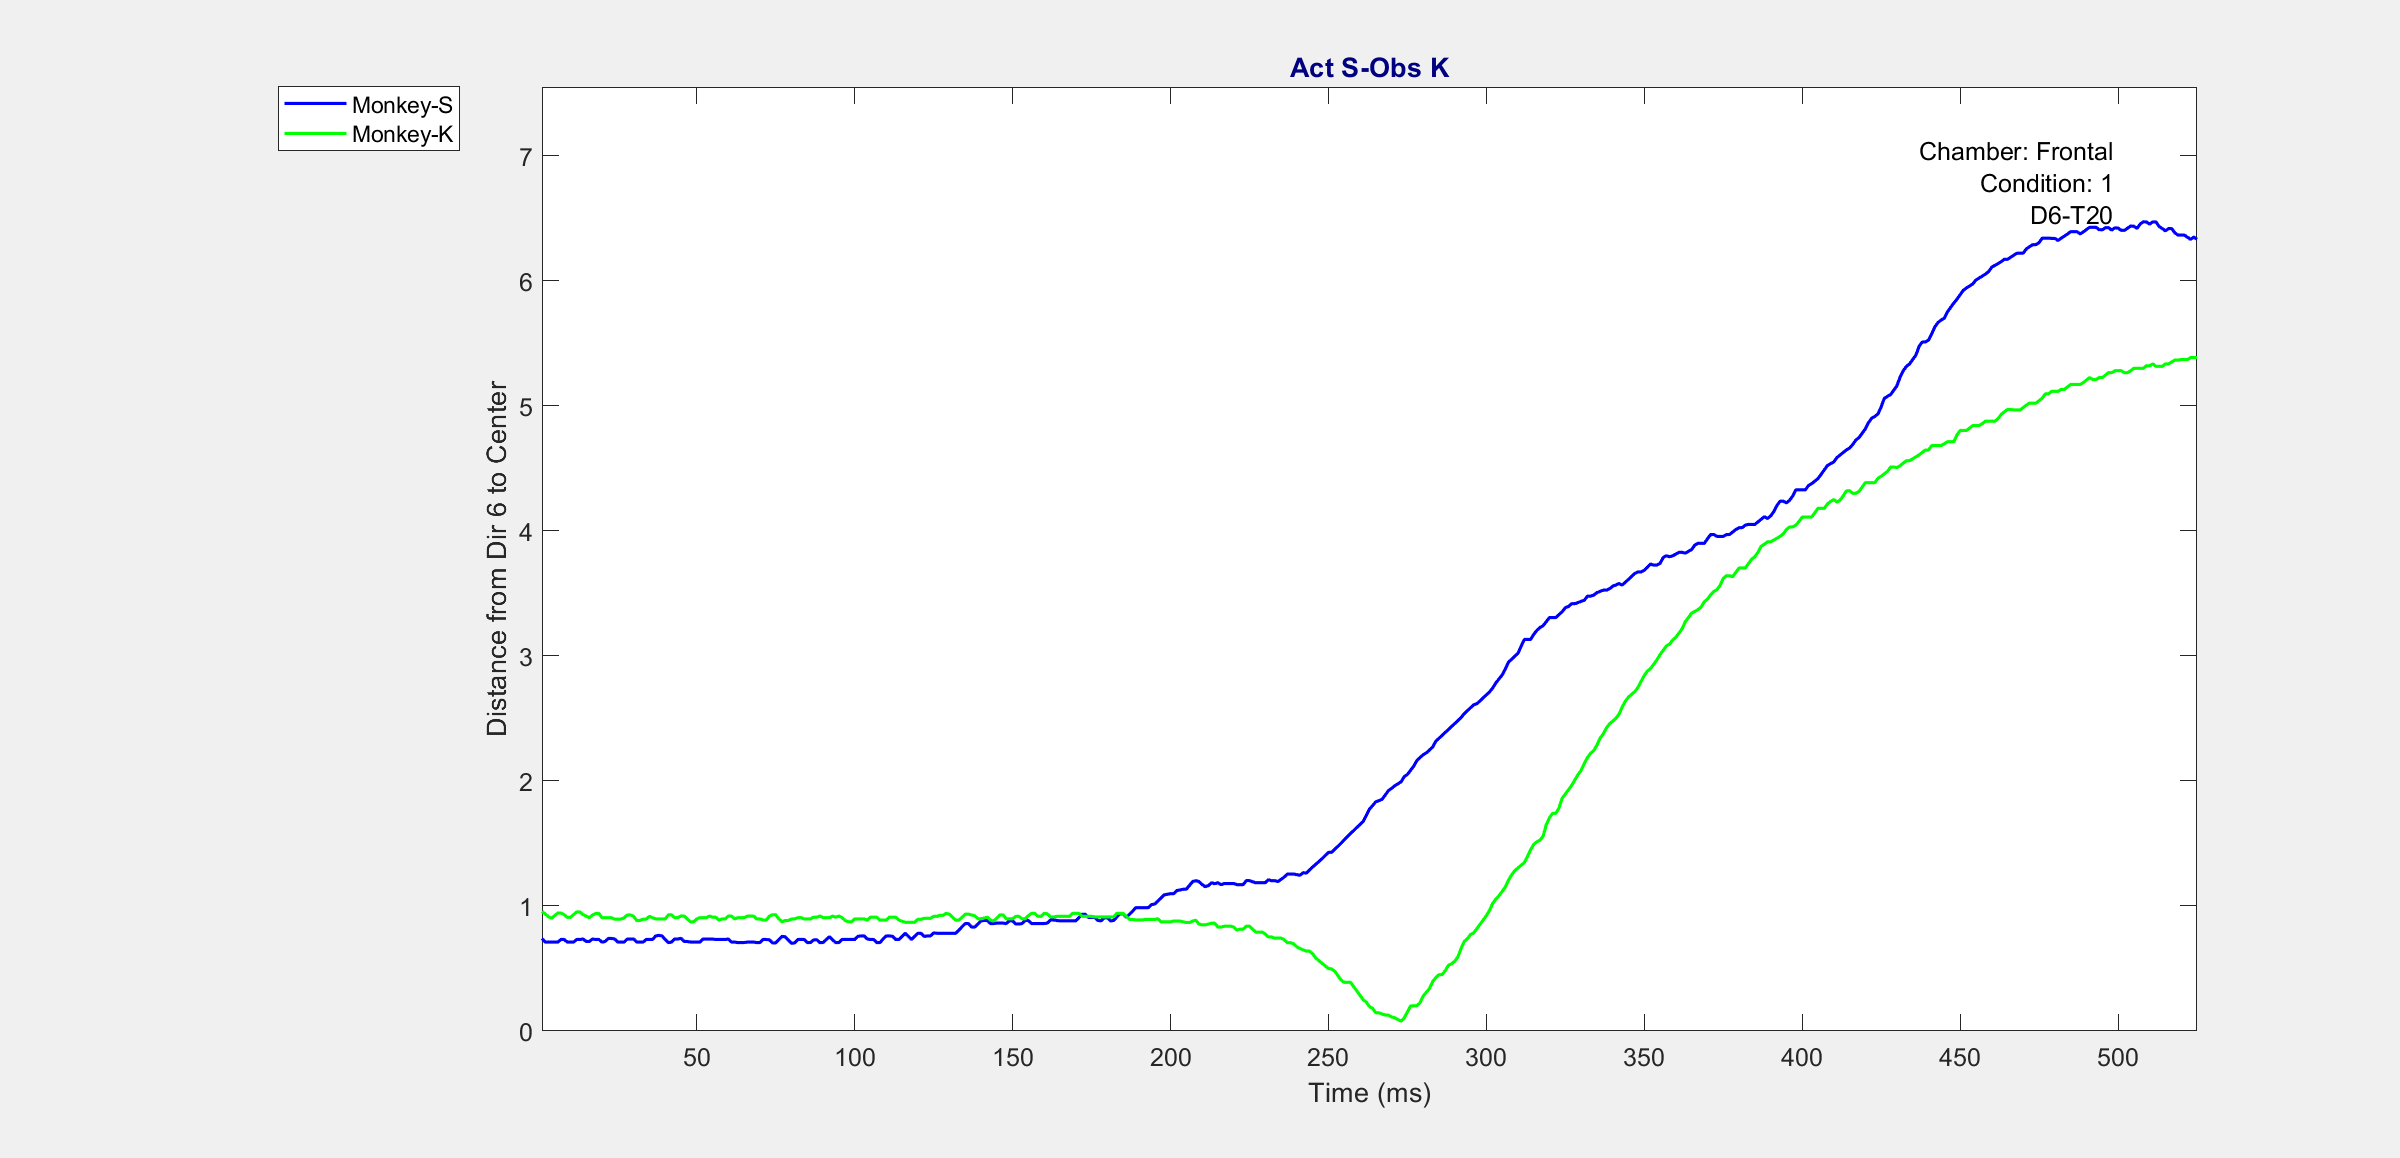 Act S-Obs K
Monkey-S
Monkey-K
Chamber: Frontal
Condition: 1
D6-T20
Distance from Dir 6 to Center
7
6
5
4
3
2
1
0
50 100 150 200 250 300 350 400 450 500
Time (ms)